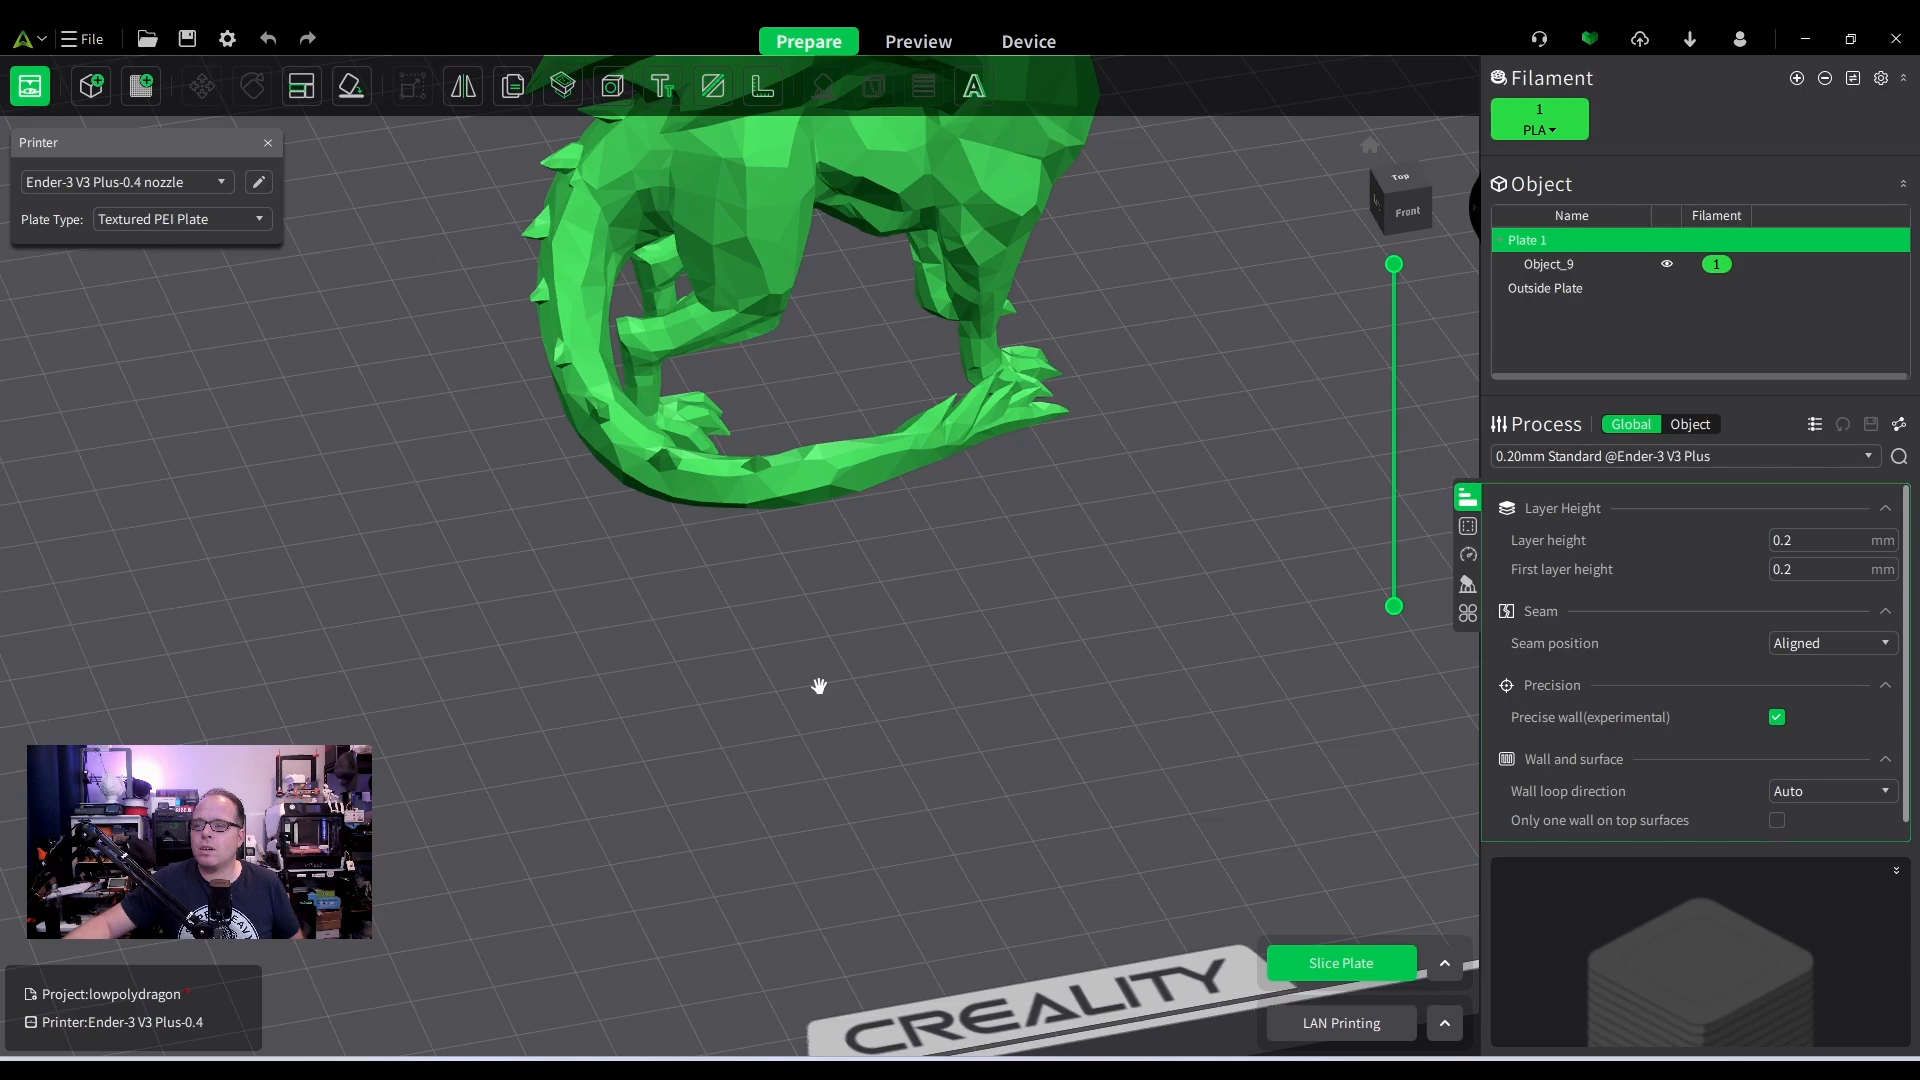 File
Prepare
Preview
Device
Printer
Ender-3 V3 Plus-0.4 nozzle
Plate Type:
Textured PEI Plate
Top
Front
Filament
1
PLA
Object
Name
Filament
Plate 1
Object_9
1
Outside Plate
Process
Global
Object
0.20mm Standard @Ender-3 V3 Plus
Layer Height
Layer height
0.2 mm
First layer height
0.2 mm
Seam
Seam position
Aligned
Precision
Precise wall(experimental)
Wall and surface
Wall loop direction
Auto
Only one wall on top surfaces
Project:lowpolydragon *
Printer:Ender-3 V3 Plus-0.4
CREALITY
Slice Plate
LAN Printing